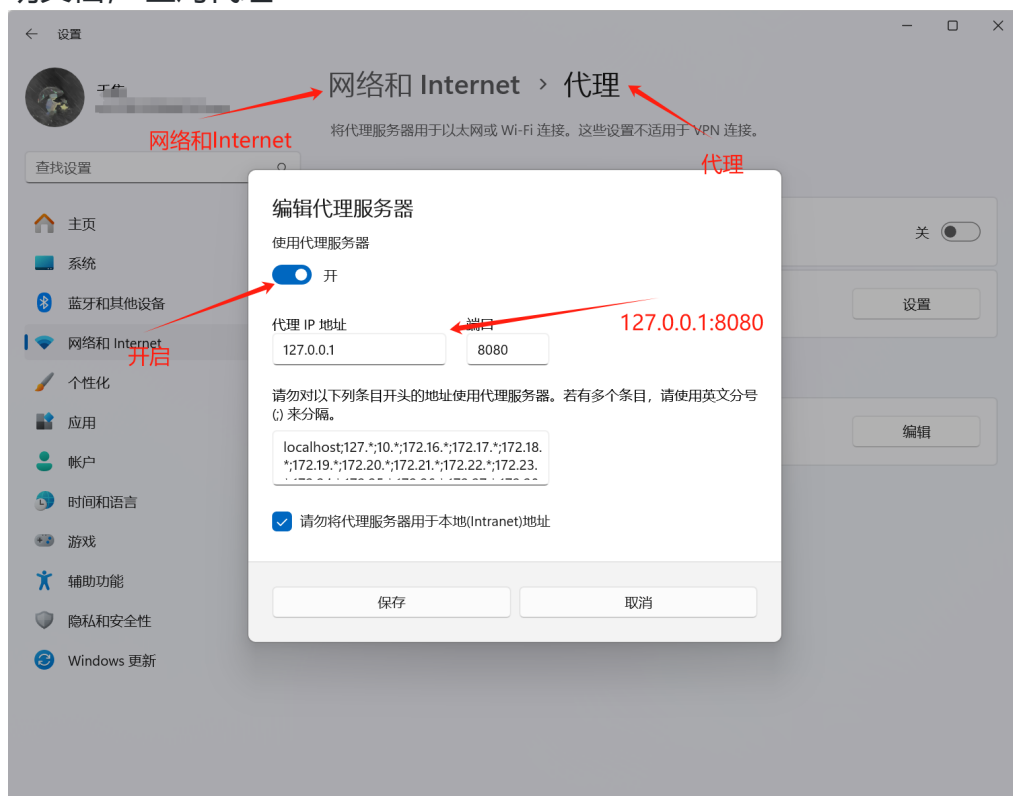 设置
网络和 Internet › 代理
网络和Internet
将代理服务器用于以太网或 Wi-Fi 连接。这些设置不适用于 VPN 连接。
代理
查找设置
主页
系统
蓝牙和其他设备
网络和 Internet
个性化
应用
帐户
时间和语言
游戏
辅助功能
隐私和安全性
Windows 更新
关
设置
编辑
编辑代理服务器
使用代理服务器
开
开启
代理 IP 地址
端口
127.0.0.1:8080
127.0.0.1
8080
请勿对以下列条目开头的地址使用代理服务器。若有多个条目，请使用英文分号
(;) 来分隔。
localhost;127.*;10.*;172.16.*;172.17.*;172.18.
*;172.19.*;172.20.*;172.21.*;172.22.*;172.23.
请勿将代理服务器用于本地(Intranet)地址
保存
取消